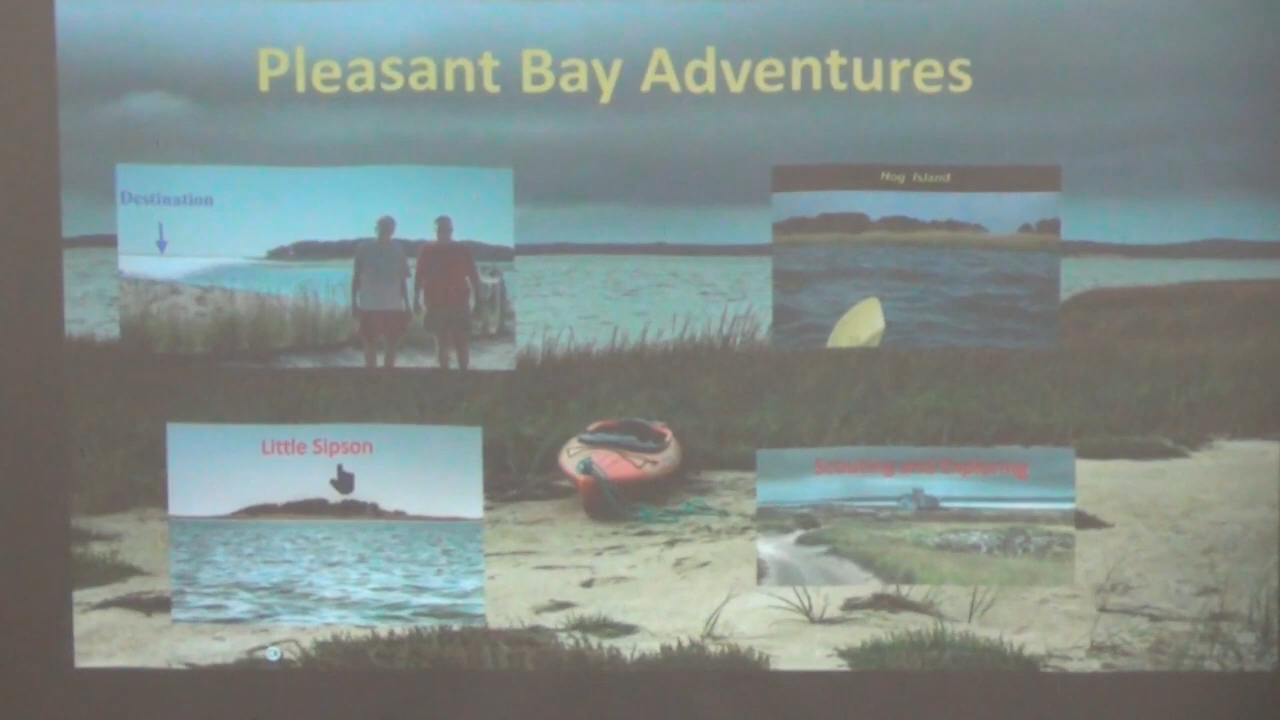 Pleasant Bay Adventures
Destination
Hog Island
Little Sipson
Scouting and Exploring